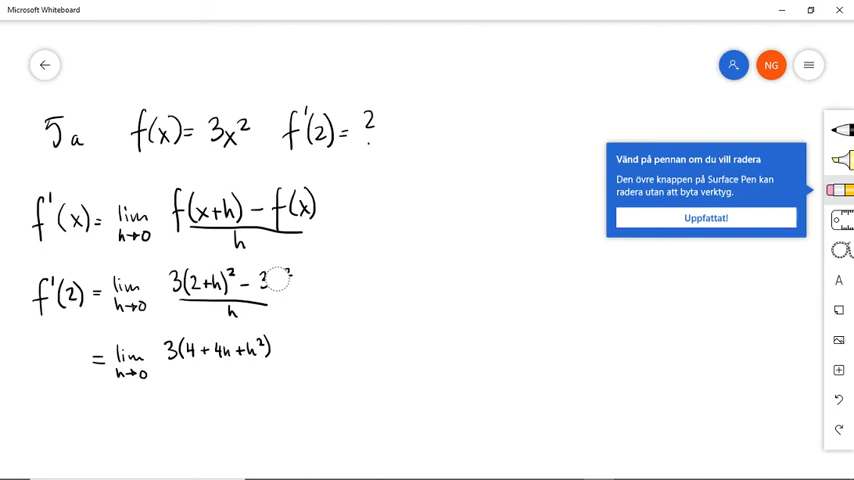 Microsoft Whiteboard
NG
5a f(x) = 3x² f'(2) = ?
Vänd på pennan om du vill radera
Den övre knappen på Surface Pen kan
radera utan att byta verktyg.
Uppfattat!
f'(x) = lim h→0 f(x+h) − f(x) / h
f'(2) = lim h→0 3(2+h)² − 3 ² / h
= lim h→0 3(4 + 4h + h²)
A